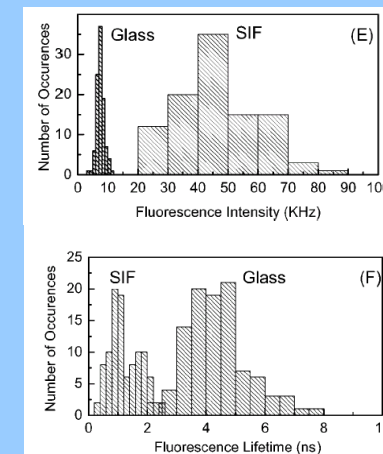 Glass
SIF
(E)
Number of Occurences
30
20
10
0
0 10 20 30 40 50 60 70 80 90 100
Fluorescence Intensity (KHz)
SIF
Glass
(F)
Number of Occurences
25
20
15
10
5
0
0 2 4 6 8
Fluorescence Lifetime (ns)